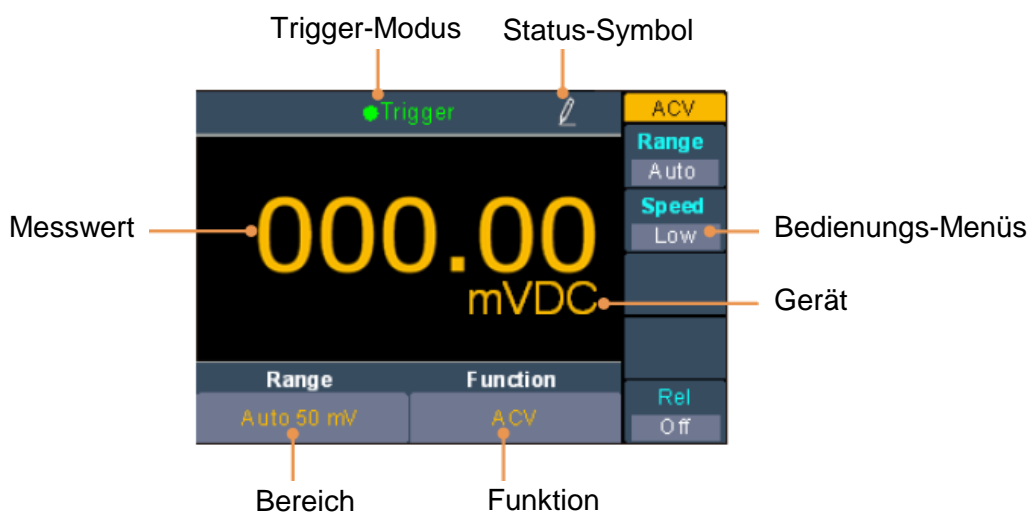 Trigger-Modus Status-Symbol
Trigger
ACV
Range
Auto
Speed
Low
Messwert
000.00
mVDC
Bedienungs-Menüs
Gerät
Range Function
Auto 50 mV ACV
Rel
Off
Bereich Funktion